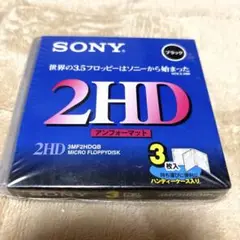 SONY
ブラック
世界の3.5フロッピーはソニーから始まった
2HD
アンフォーマット
2HD
3MF2HDQB
MICRO FLOPPYDISK
3枚入
ハンディーケース入り